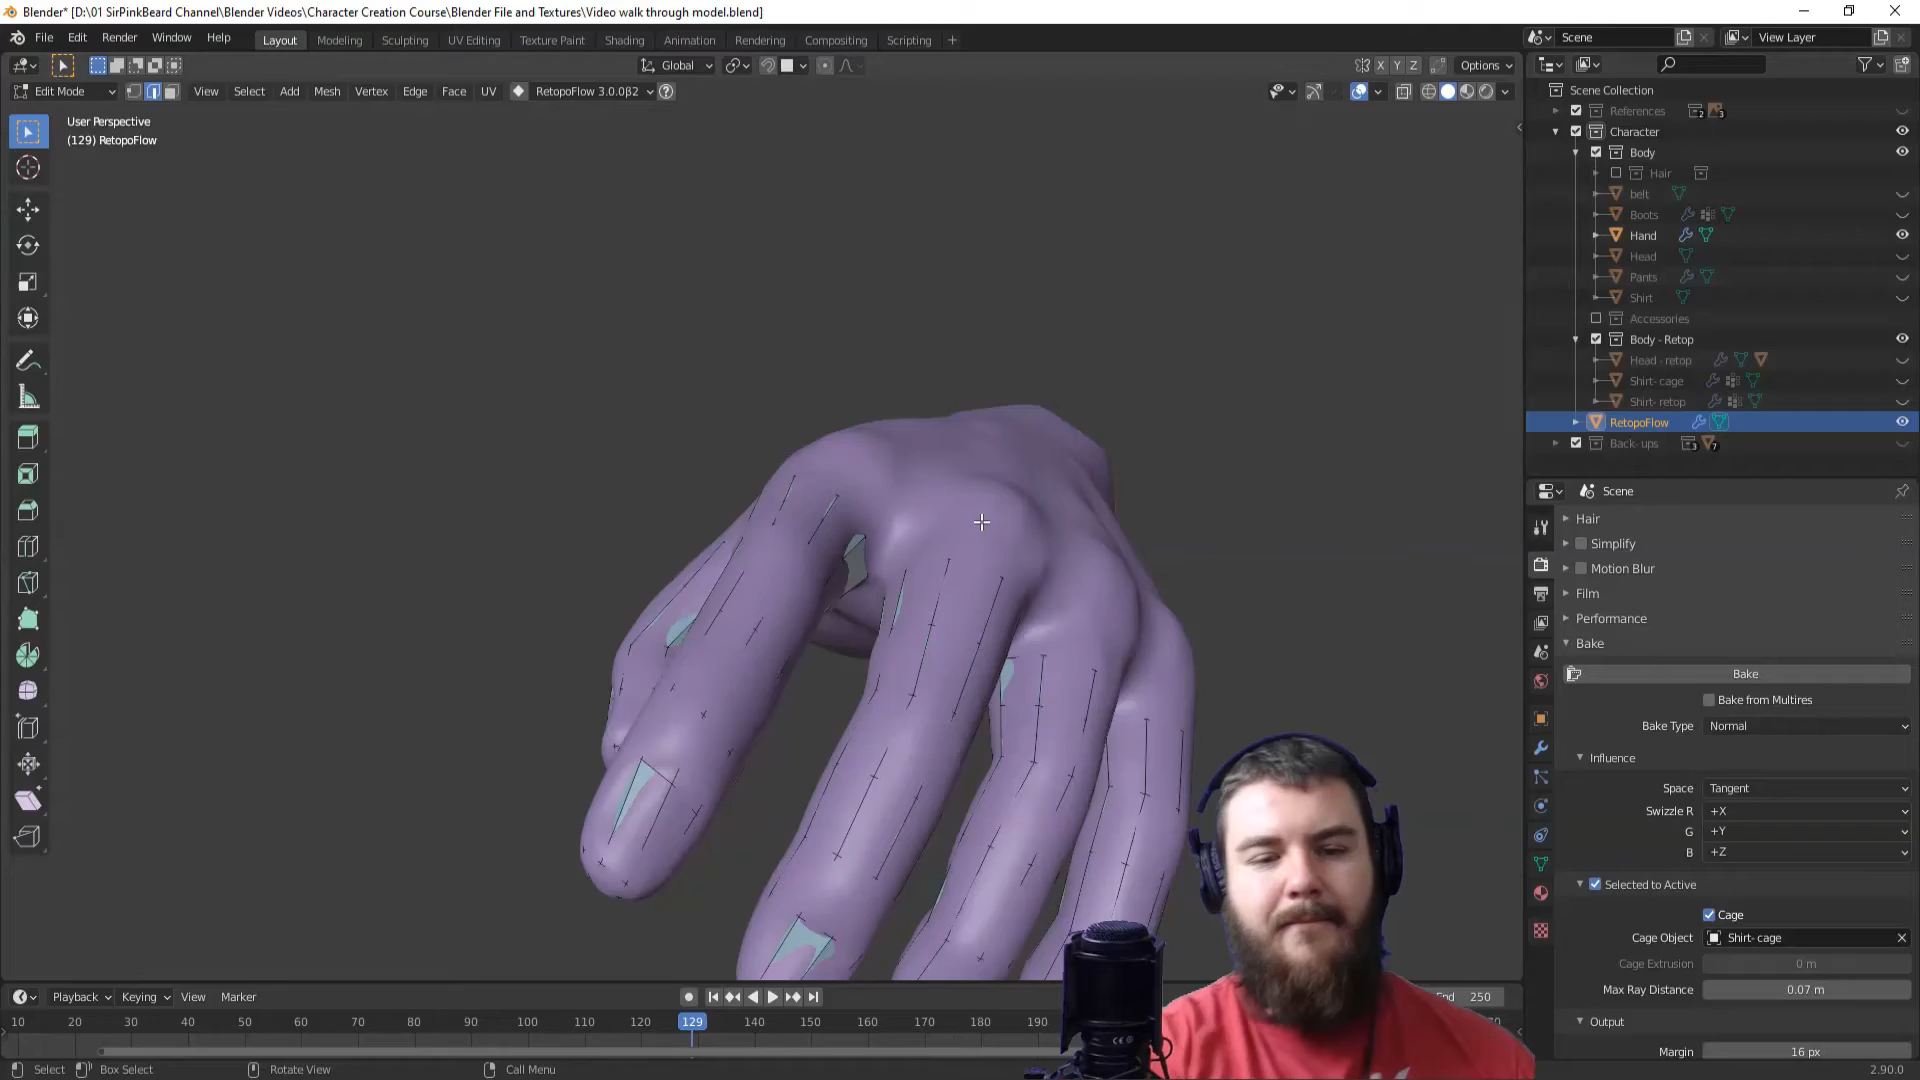 Blender* [D:\01 SirPinkBeard Channel\Blender Videos\Character Creation Course\Blender File and Textures\Video walk through model.blend]
File Edit Render Window Help Layout Modeling Sculpting UV Editing Texture Paint Shading Animation Rendering Compositing Scripting + Scene View Layer
Global X Y Z Options
Edit Mode View Select Add Mesh Vertex Edge Face UV RetopoFlow 3.0.0β2
User Perspective
(129) RetopoFlow
Scene Collection
References 2 3
Character
Body
Hair
belt
Boots
Hand
Head
Pants
Shirt
Accessories
Body - Retop
Head - retop
Shirt- cage
Shirt- retop
RetopoFlow
Back- ups 3 7
Scene
Hair
Simplify
Motion Blur
Film
Performance
Bake
Bake
Bake from Multires
Bake Type Normal
Influence
Space Tangent
Swizzle R +X
G +Y
B +Z
Selected to Active
Cage
Cage Object Shirt- cage
Cage Extrusion 0 m
Max Ray Distance 0.07 m
Output
Margin 16 px
Playback Keying View Marker End 250
10 20 30 40 50 60 70 80 90 100 110 120 129 140 150 160 170 180 190
Select Box Select Rotate View Call Menu 2.90.0